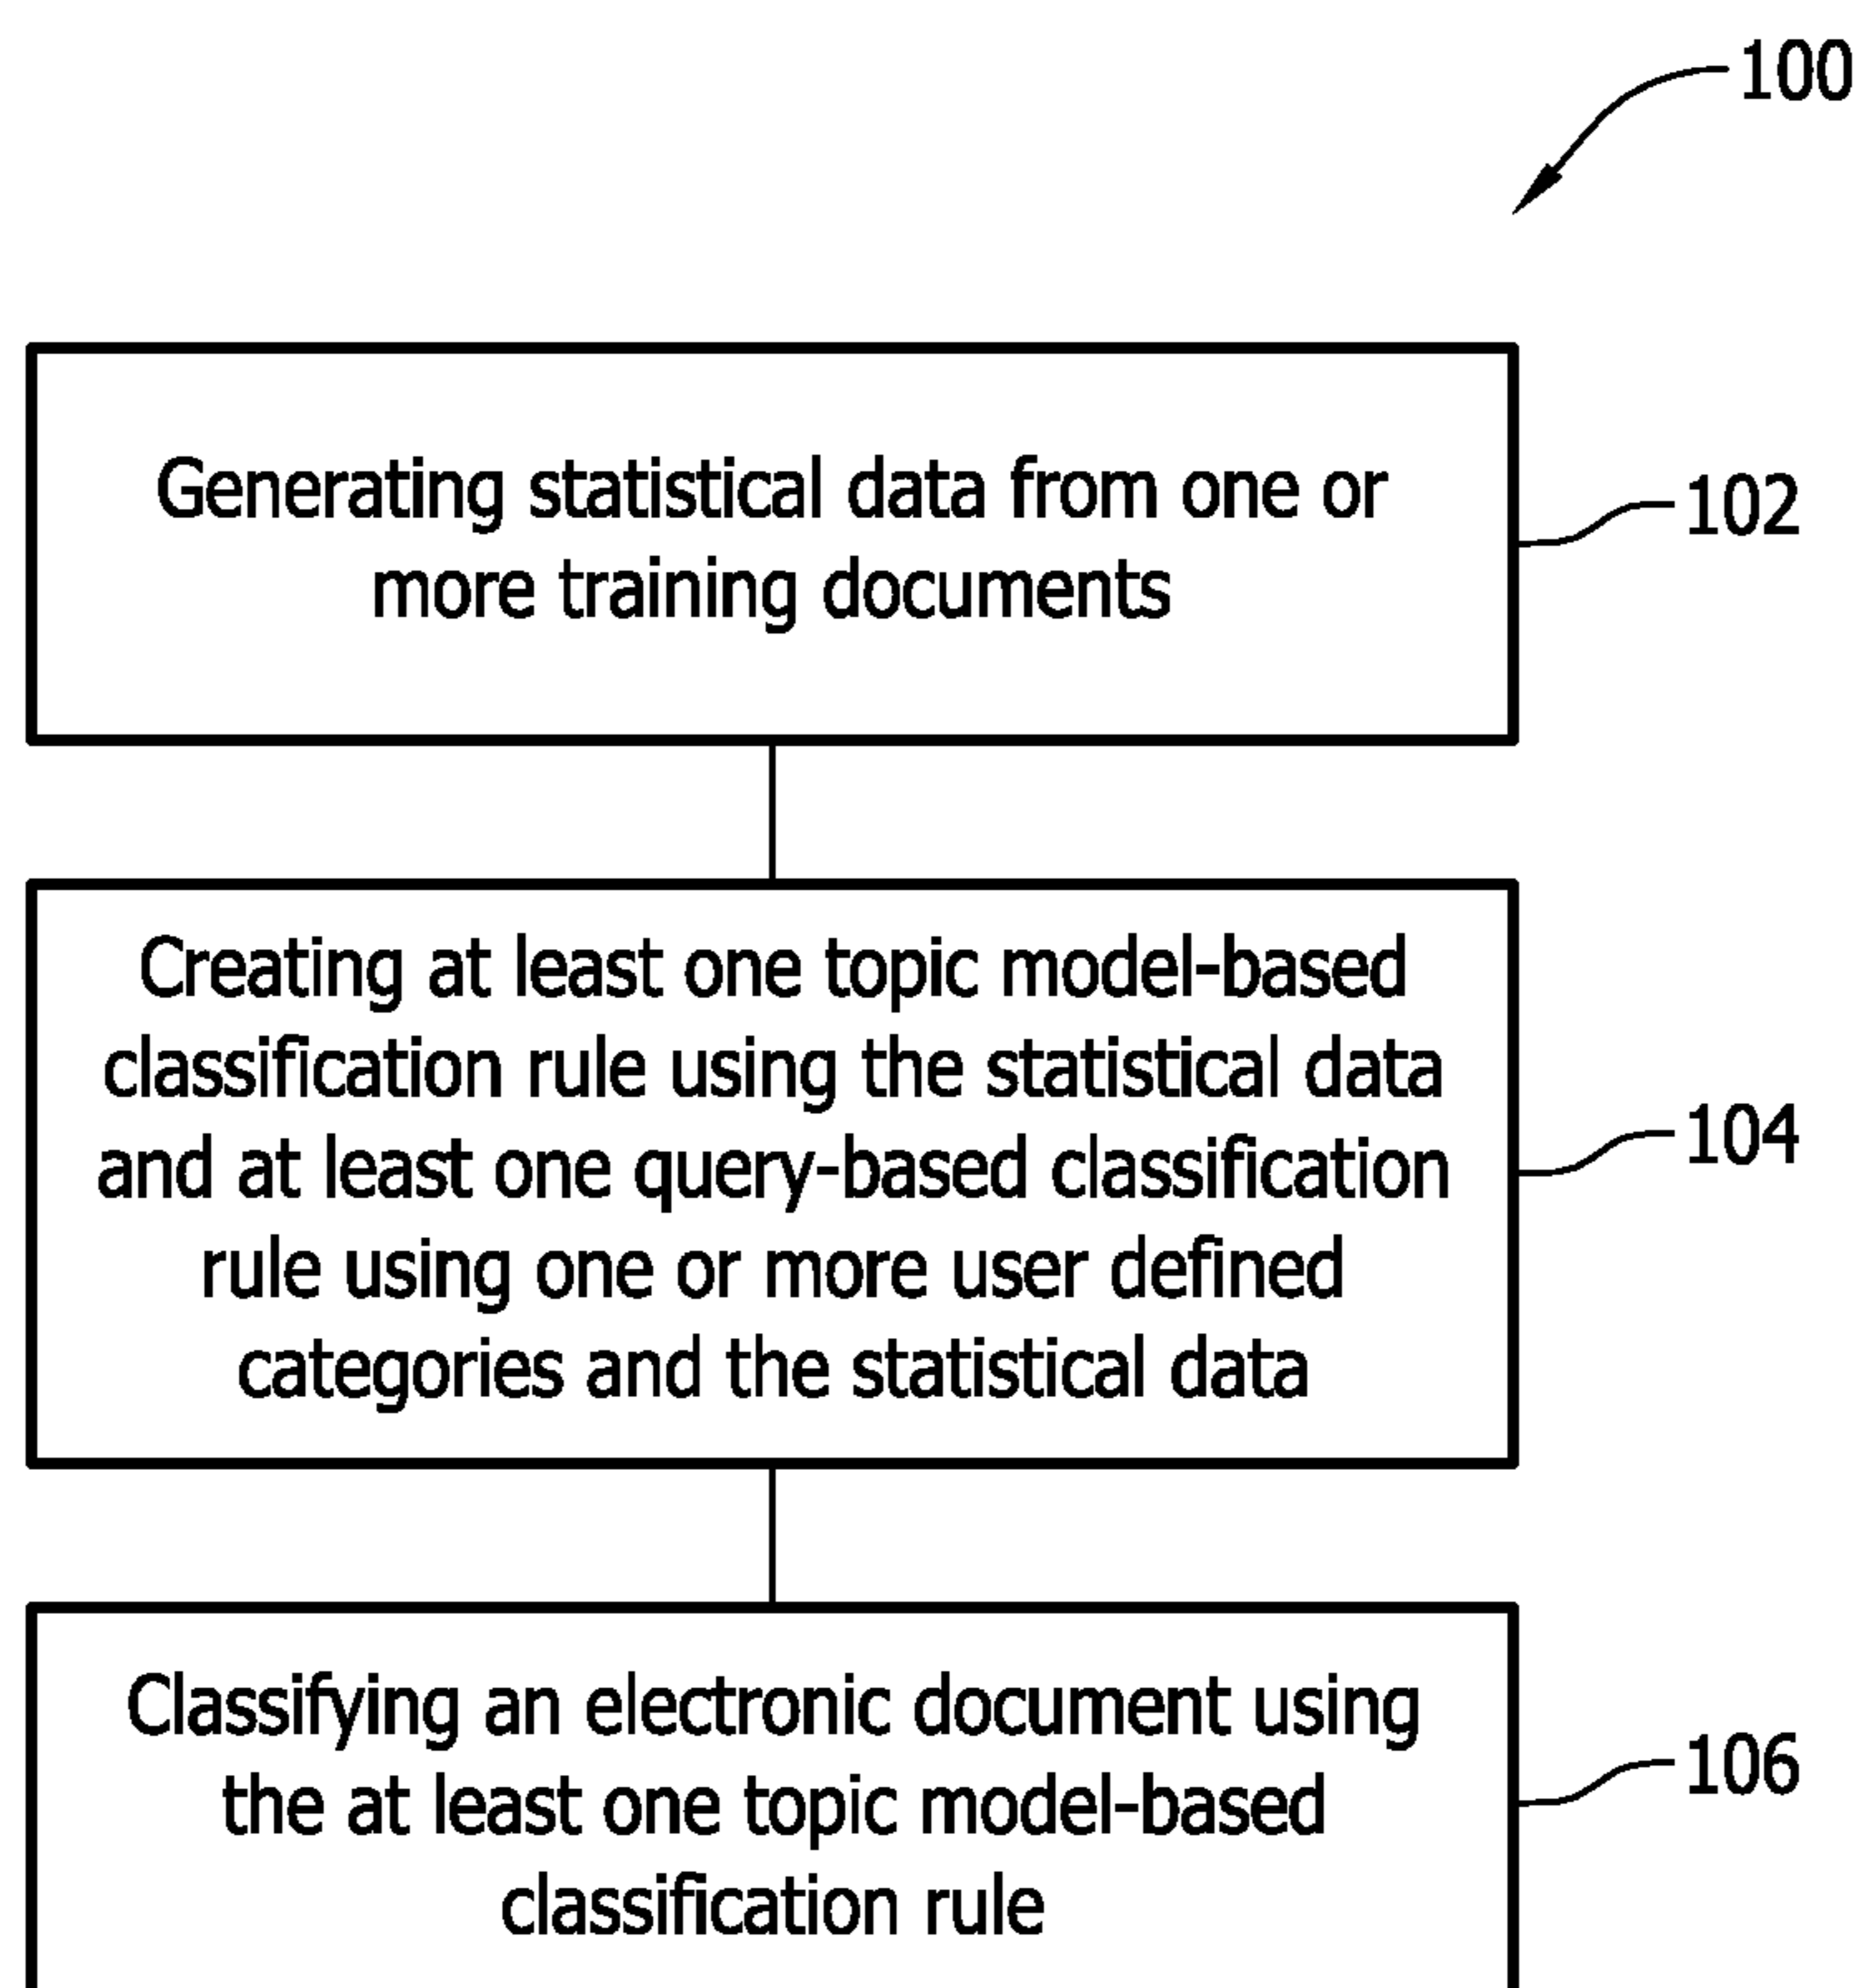 100
Generating statistical data from one or
more training documents
102
Creating at least one topic model-based
classification rule using the statistical data
and at least one query-based classification
rule using one or more user defined
categories and the statistical data
104
Classifying an electronic document using
the at least one topic model-based
classification rule
106